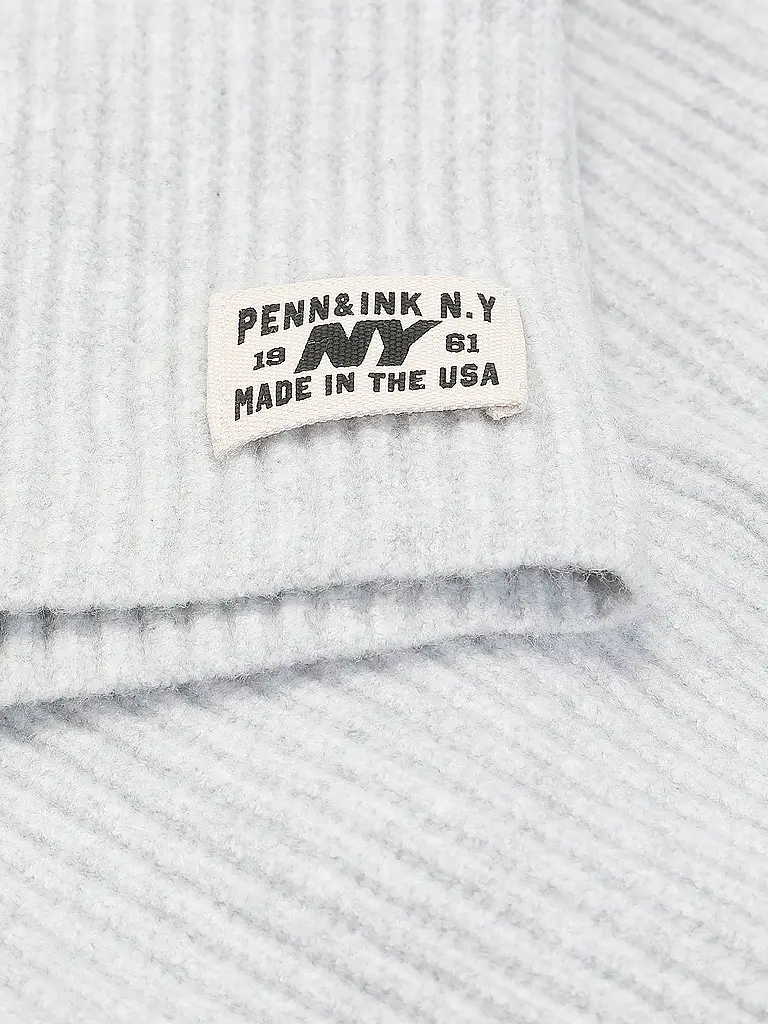 PENN&INK N.Y
19 NY 61
MADE IN THE USA